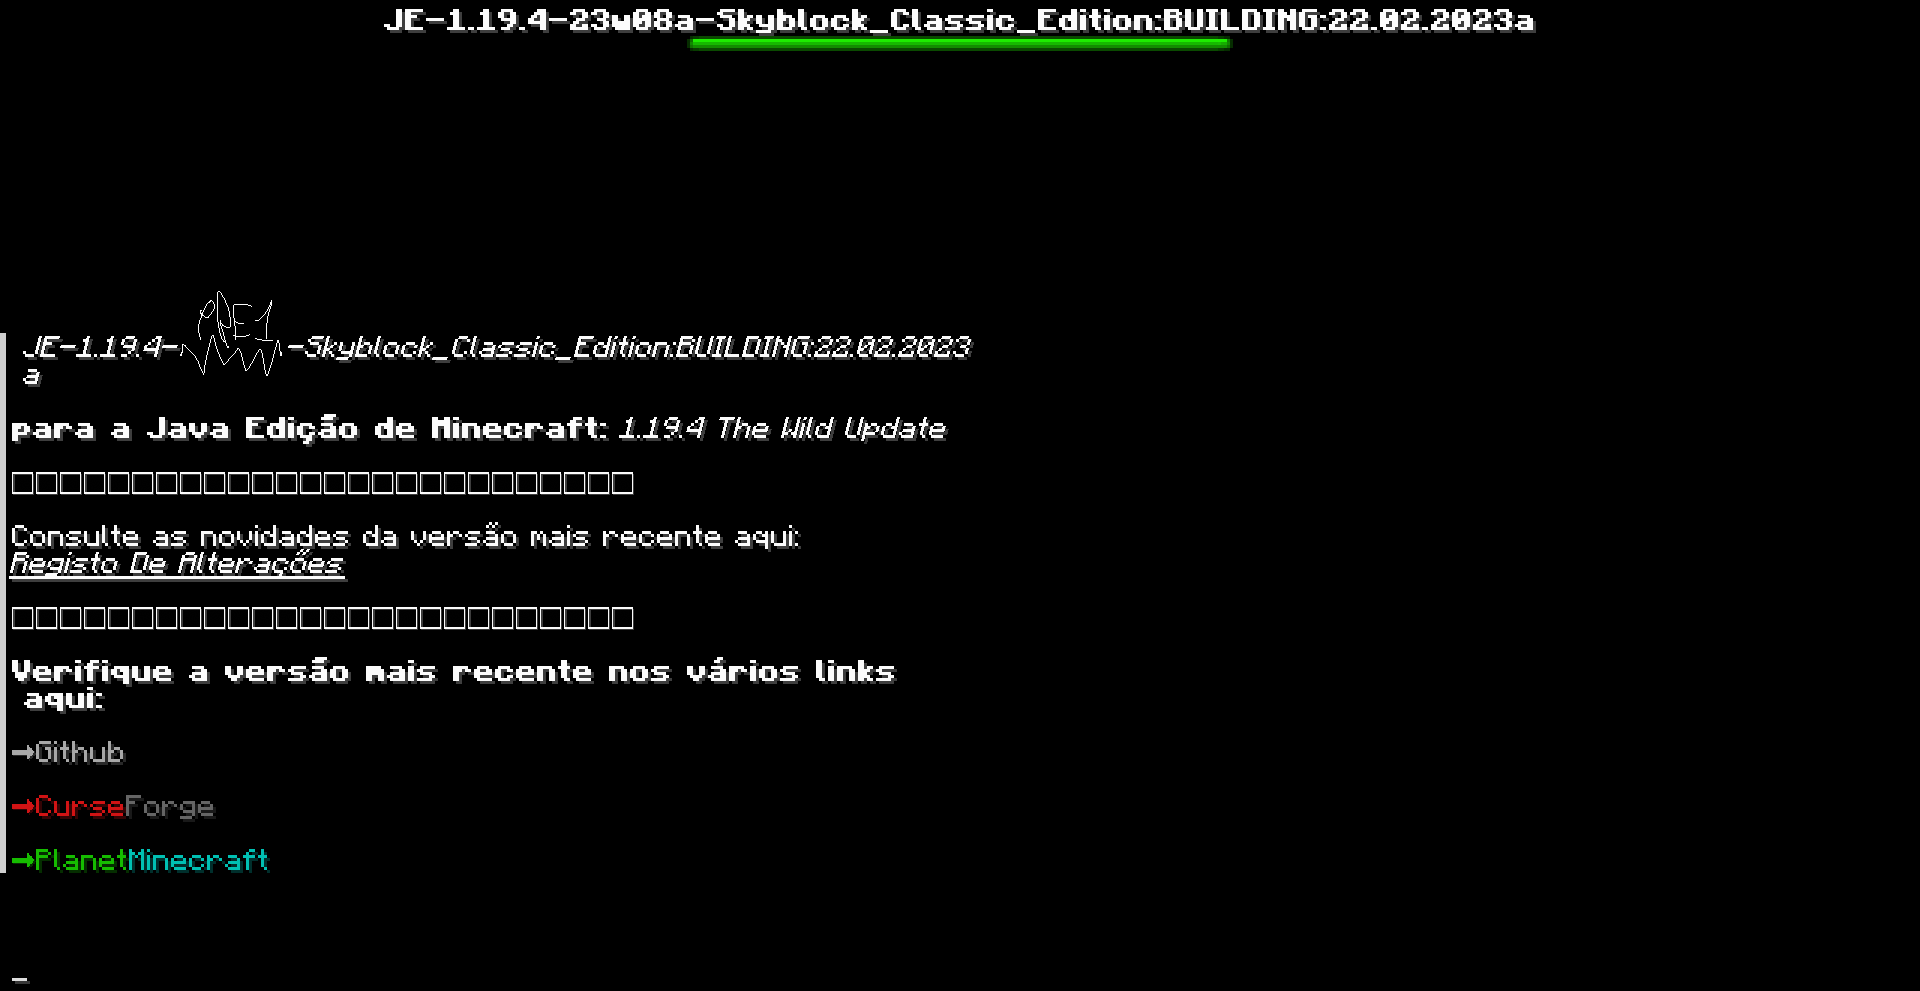 JE-1.19.4-23w08a-Skyblock_Classic_Edition:BUILDING:22.02.2023a
JE-1.19.4- -Skyblock_Classic_Edition:BUILDING:22.02.2023
a
para a Java Edição de Minecraft: 1.19.4 The Wild Update
Consulte as novidades da versão mais recente aqui:
Registo De Alterações
Verifique a versão mais recente nos vários links
aqui:
→Github
→CurseForge
→PlanetMinecraft
_